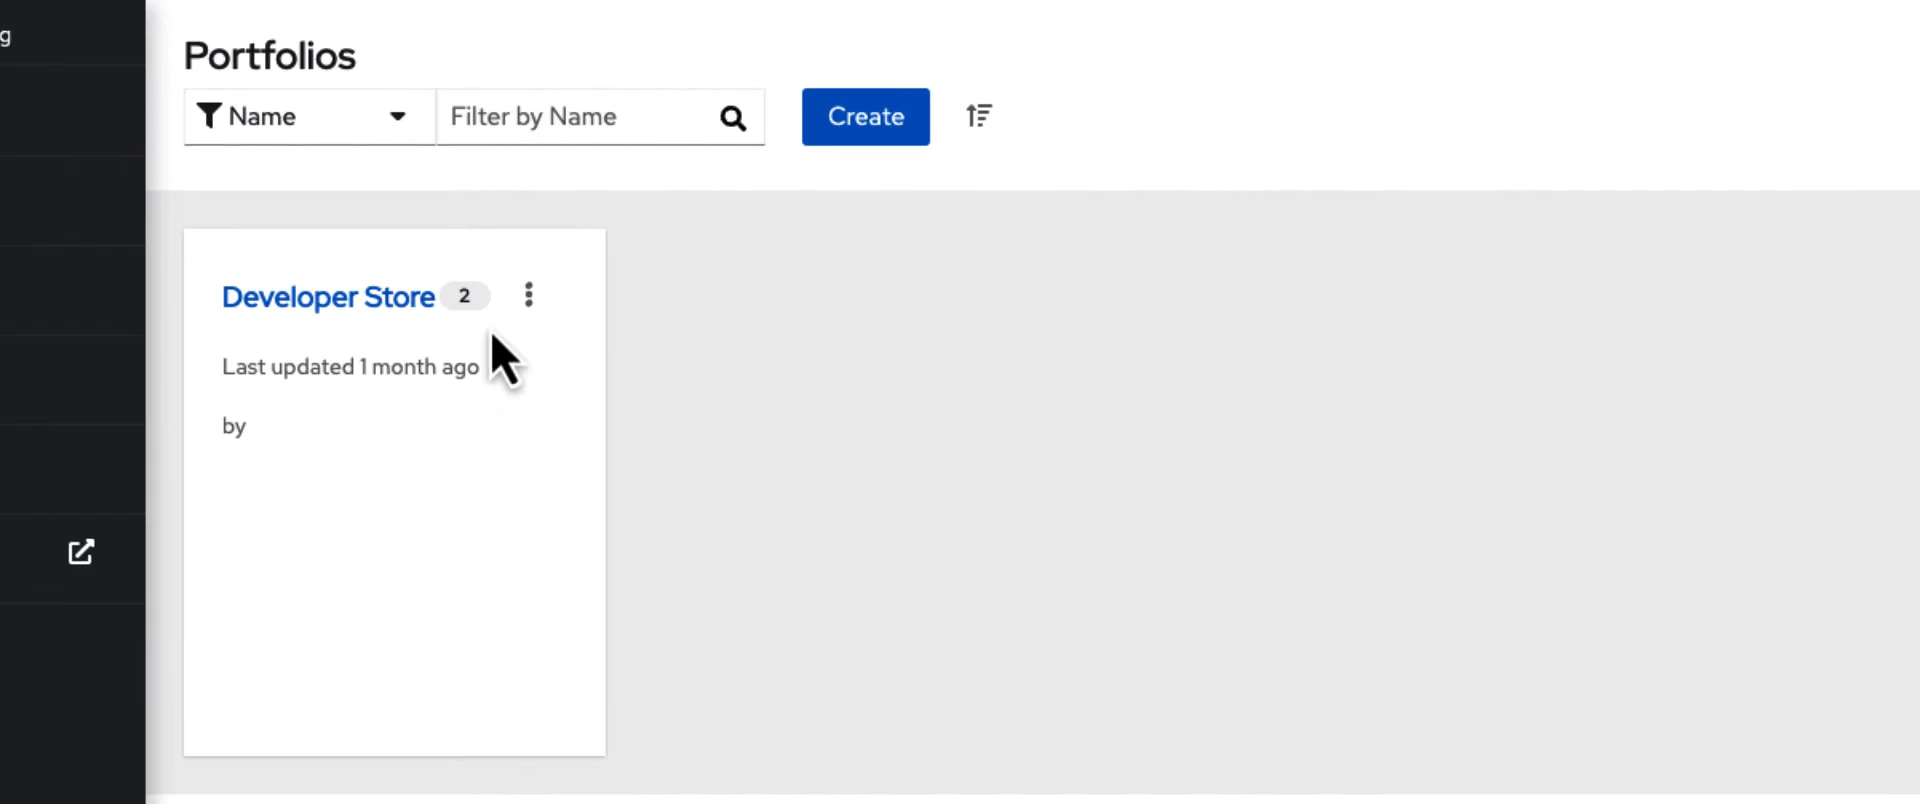 g
Portfolios
Name
Filter by Name
Create
Developer Store 2
Last updated 1 month ago
by